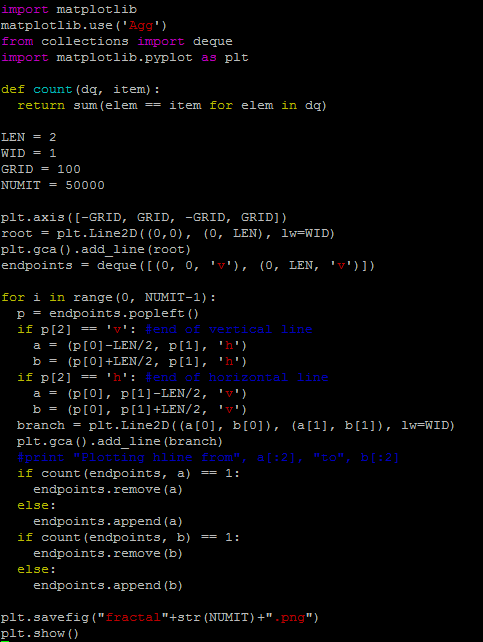 import matplotlib
matplotlib.use('Agg')
from collections import deque
import matplotlib.pyplot as plt

def count(dq, item):
  return sum(elem == item for elem in dq)

LEN = 2
WID = 1
GRID = 100
NUMIT = 50000

plt.axis([-GRID, GRID, -GRID, GRID])
root = plt.Line2D((0,0), (0, LEN), lw=WID)
plt.gca().add_line(root)
endpoints = deque([(0, 0, 'v'), (0, LEN, 'v')])

for i in range(0, NUMIT-1):
  p = endpoints.popleft()
  if p[2] == 'v': #end of vertical line
    a = (p[0]-LEN/2, p[1], 'h')
    b = (p[0]+LEN/2, p[1], 'h')
  if p[2] == 'h': #end of horizontal line
    a = (p[0], p[1]-LEN/2, 'v')
    b = (p[0], p[1]+LEN/2, 'v')
  branch = plt.Line2D((a[0], b[0]), (a[1], b[1]), lw=WID)
  plt.gca().add_line(branch)
  #print "Plotting hline from", a[:2], "to", b[:2]
  if count(endpoints, a) == 1:
    endpoints.remove(a)
  else:
    endpoints.append(a)
  if count(endpoints, b) == 1:
    endpoints.remove(b)
  else:
    endpoints.append(b)

plt.savefig("fractal"+str(NUMIT)+".png")
plt.show()